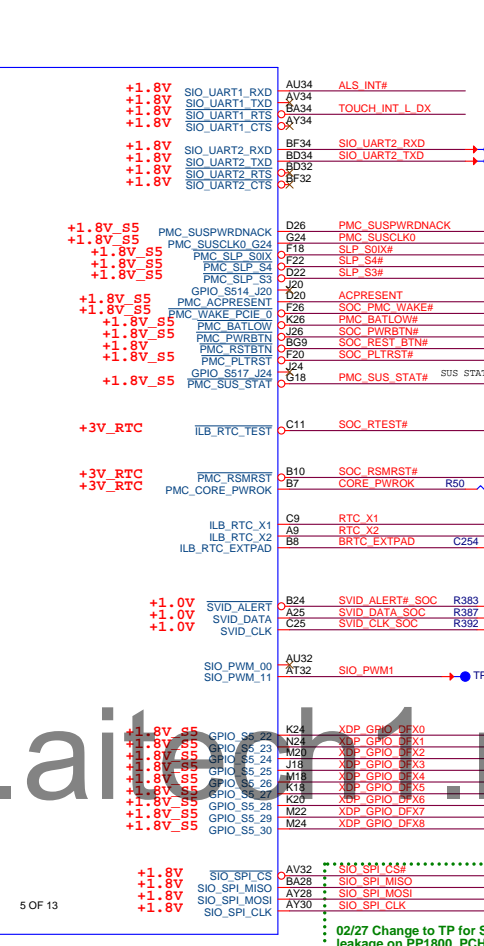 +1.8V SIO_UART1_RXD AU34 ALS_INT#
+1.8V SIO_UART1_TXD AV34
+1.8V SIO_UART1_RTS BA34 TOUCH_INT_L_DX
+1.8V SIO_UART1_CTS AY34
+1.8V SIO_UART2_RXD BF34 SIO_UART2_RXD
+1.8V SIO_UART2_TXD BD34 SIO_UART2_TXD
+1.8V SIO_UART2_RTS BD32
+1.8V SIO_UART2_CTS BF32
+1.8V_S5 PMC_SUSPWRDNACK D26 PMC_SUSPWRDNACK
+1.8V_S5 PMC_SUSCLK0_G24 G24 PMC_SUSCLK0
+1.8V_S5 PMC_SLP_S0IX F18 SLP_S0IX#
+1.8V_S5 PMC_SLP_S4 F22 SLP_S4#
+1.8V_S5 PMC_SLP_S3 D22 SLP_S3#
GPIO_S514_J20 J20
+1.8V_S5 PMC_ACPRESENT D20 ACPRESENT
+1.8V_S5 PMC_WAKE_PCIE_0 F26 SOC_PMC_WAKE#
+1.8V_S5 PMC_BATLOW K26 PMC_BATLOW#
+1.8V_S5 PMC_PWRBTN J26 SOC_PWRBTN#
+1.8V PMC_RSTBTN BG9 SOC_REST_BTN#
+1.8V_S5 PMC_PLTRST F20 SOC_PLTRST#
GPIO_S517_J24 J24
+1.8V_S5 PMC_SUS_STAT G18 PMC_SUS_STAT# SUS STAT
+3V_RTC ILB_RTC_TEST C11 SOC_RTEST#
+3V_RTC PMC_RSMRST B10 SOC_RSMRST#
+3V_RTC PMC_CORE_PWROK B7 CORE_PWROK R50
ILB_RTC_X1 C9 RTC_X1
ILB_RTC_X2 A9 RTC_X2
ILB_RTC_EXTPAD B8 BRTC_EXTPAD C254
+1.0V SVID_ALERT B24 SVID_ALERT#_SOC R383
+1.0V SVID_DATA A25 SVID_DATA_SOC R387
+1.0V SVID_CLK C25 SVID_CLK_SOC R392
SIO_PWM_00 AU32
SIO_PWM_11 AT32 SIO_PWM1 TP
+1.8V_S5 GPIO_S5_22 K24 XDP_GPIO_DFX0
+1.8V_S5 GPIO_S5_23 N24 XDP_GPIO_DFX1
+1.8V_S5 GPIO_S5_24 M20 XDP_GPIO_DFX2
+1.8V_S5 GPIO_S5_25 J18 XDP_GPIO_DFX3
+1.8V_S5 GPIO_S5_26 M18 XDP_GPIO_DFX4
+1.8V_S5 GPIO_S5_27 K18 XDP_GPIO_DFX5
+1.8V_S5 GPIO_S5_28 K20 XDP_GPIO_DFX6
+1.8V_S5 GPIO_S5_29 M22 XDP_GPIO_DFX7
+1.8V_S5 GPIO_S5_30 M24 XDP_GPIO_DFX8
.aitech1.
+1.8V SIO_SPI_CS AV32 SIO_SPI_CS#
+1.8V SIO_SPI_MISO BA28 SIO_SPI_MISO
+1.8V SIO_SPI_MOSI AY28 SIO_SPI_MOSI
+1.8V SIO_SPI_CLK AY30 SIO_SPI_CLK
5 OF 13
02/27 Change to TP for S
leakage on PP1800_PCH